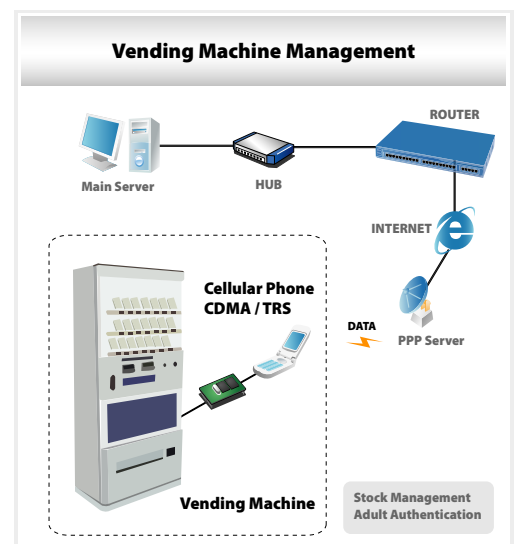 Vending Machine Management
ROUTER
Main Server
HUB
INTERNET
Cellular Phone
CDMA / TRS
DATA
PPP Server
Vending Machine
Stock Management
Adult Authentication